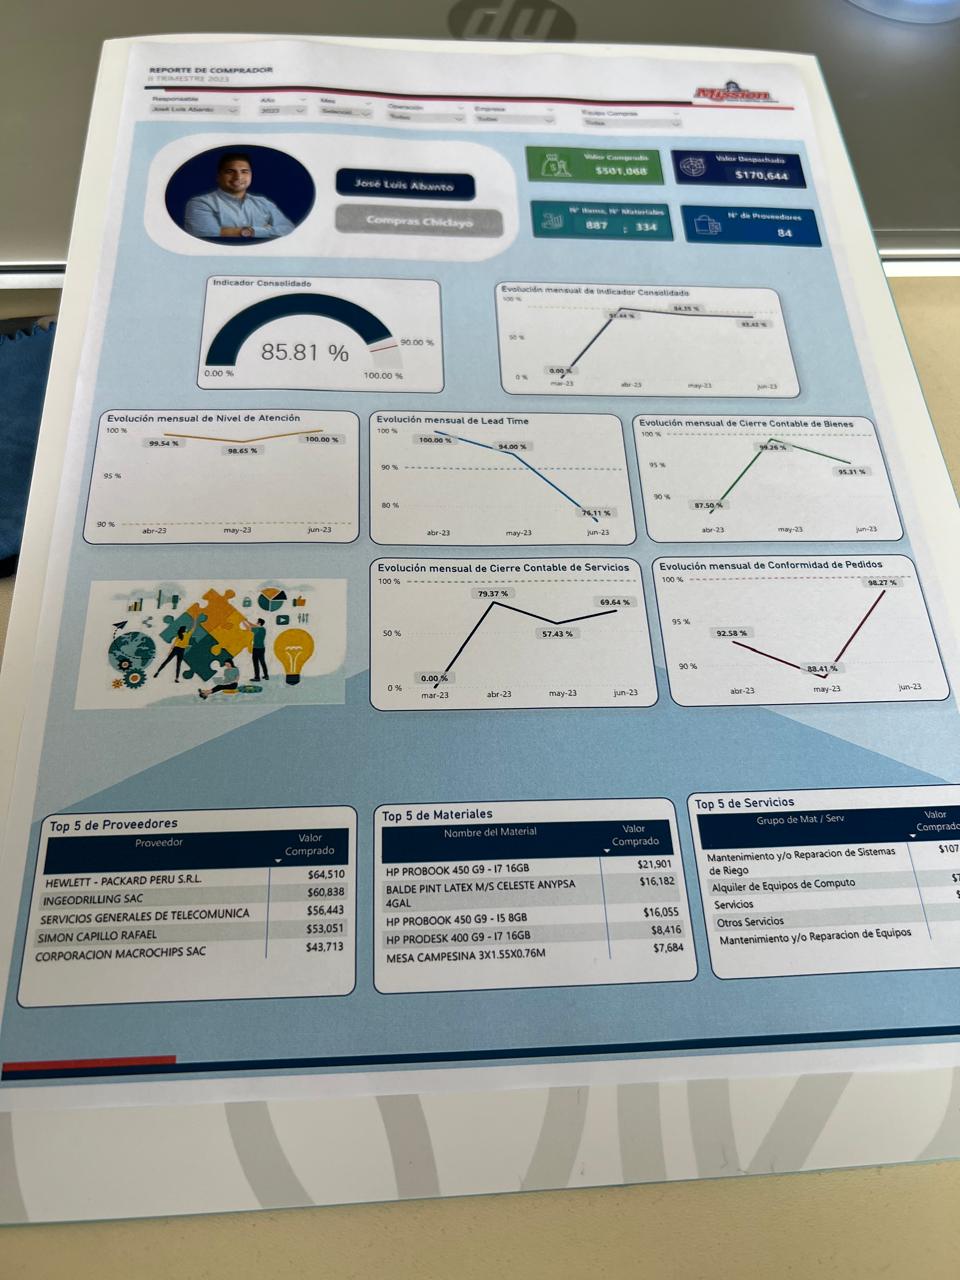 hp
REPORTE DE COMPRADOR
II TRIMESTRE 2023
Mission
Responsable
Año
Mes
Operación
Empresa
Equipo Compras
José Luis Abanto
2023
Todas
Todas
Todas
José Luis Abanto
Compras Chiclayo
Valor Comprado
$501,068
Valor Despachado
$170,644
N° Items, N° Materiales
887 ; 334
N° de Proveedores
84
Indicador Consolidado
85.81 %
90.00 %
0.00 %
100.00 %
Evolución mensual de Indicador Consolidado
100 %
50 %
0 %
0.00 %
mar-23
abr-23
may-23
jun-23
Evolución mensual de Nivel de Atención
100 %
99.54 %
98.65 %
100.00 %
95 %
90 %
abr-23
may-23
jun-23
Evolución mensual de Lead Time
100 %
100.00 %
94.00 %
90 %
80 %
76.11 %
abr-23
may-23
jun-23
Evolución mensual de Cierre Contable de Bienes
100 %
99.26 %
95 %
95.31 %
90 %
87.50 %
abr-23
may-23
jun-23
Evolución mensual de Cierre Contable de Servicios
100 %
79.37 %
69.64 %
50 %
57.43 %
0.00 %
0 %
mar-23
abr-23
may-23
jun-23
Evolución mensual de Conformidad de Pedidos
100 %
98.27 %
95 %
92.58 %
90 %
88.41 %
abr-23
may-23
jun-23
Top 5 de Proveedores
Proveedor
Valor Comprado
HEWLETT - PACKARD PERU S.R.L. $64,510
INGEODRILLING SAC $60,838
SERVICIOS GENERALES DE TELECOMUNICA $56,443
SIMON CAPILLO RAFAEL $53,051
CORPORACION MACROCHIPS SAC $43,713
Top 5 de Materiales
Nombre del Material
Valor Comprado
HP PROBOOK 450 G9 - I7 16GB $21,901
BALDE PINT LATEX M/S CELESTE ANYPSA $16,182
4GAL
HP PROBOOK 450 G9 - I5 8GB $16,055
HP PRODESK 400 G9 - I7 16GB $8,416
MESA CAMPESINA 3X1.55X0.76M $7,684
Top 5 de Servicios
Grupo de Mat / Serv
Valor
Comprado
Mantenimiento y/o Reparacion de Sistemas $107
de Riego
Alquiler de Equipos de Computo
Servicios
Otros Servicios
Mantenimiento y/o Reparacion de Equipos